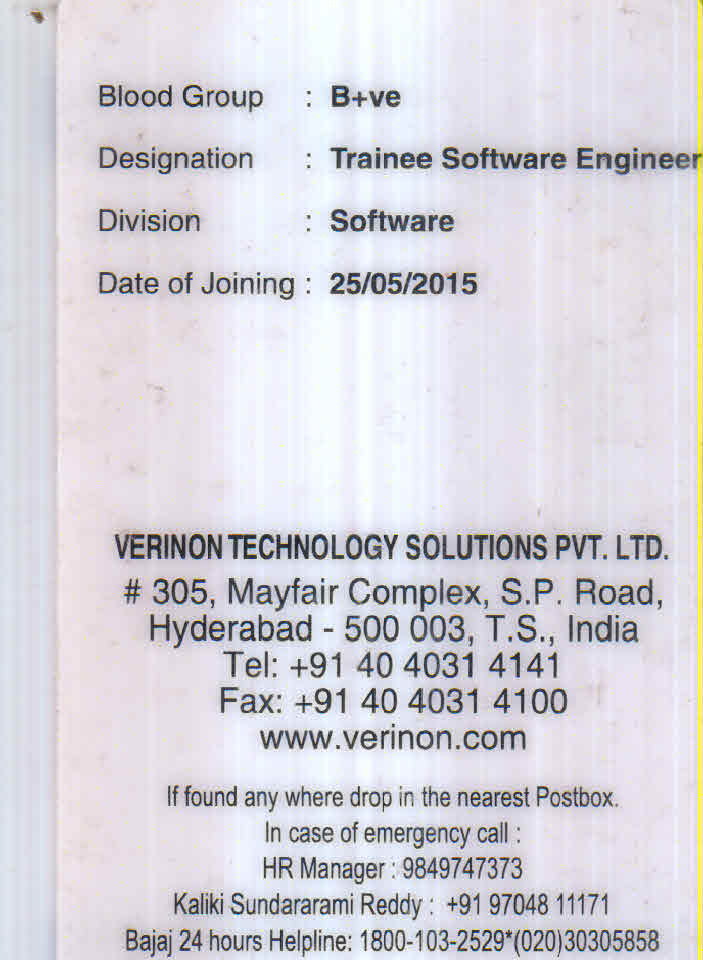 Blood Group : B+ve
Designation : Trainee Software Engineer
Division : Software
Date of Joining : 25/05/2015
VERINON TECHNOLOGY SOLUTIONS PVT. LTD.
# 305, Mayfair Complex, S.P. Road,
Hyderabad - 500 003, T.S., India
Tel: +91 40 4031 4141
Fax: +91 40 4031 4100
www.verinon.com
If found any where drop in the nearest Postbox.
In case of emergency call :
HR Manager : 9849747373
Kaliki Sundararami Reddy : +91 97048 11171
Bajaj 24 hours Helpline: 1800-103-2529*(020)30305858